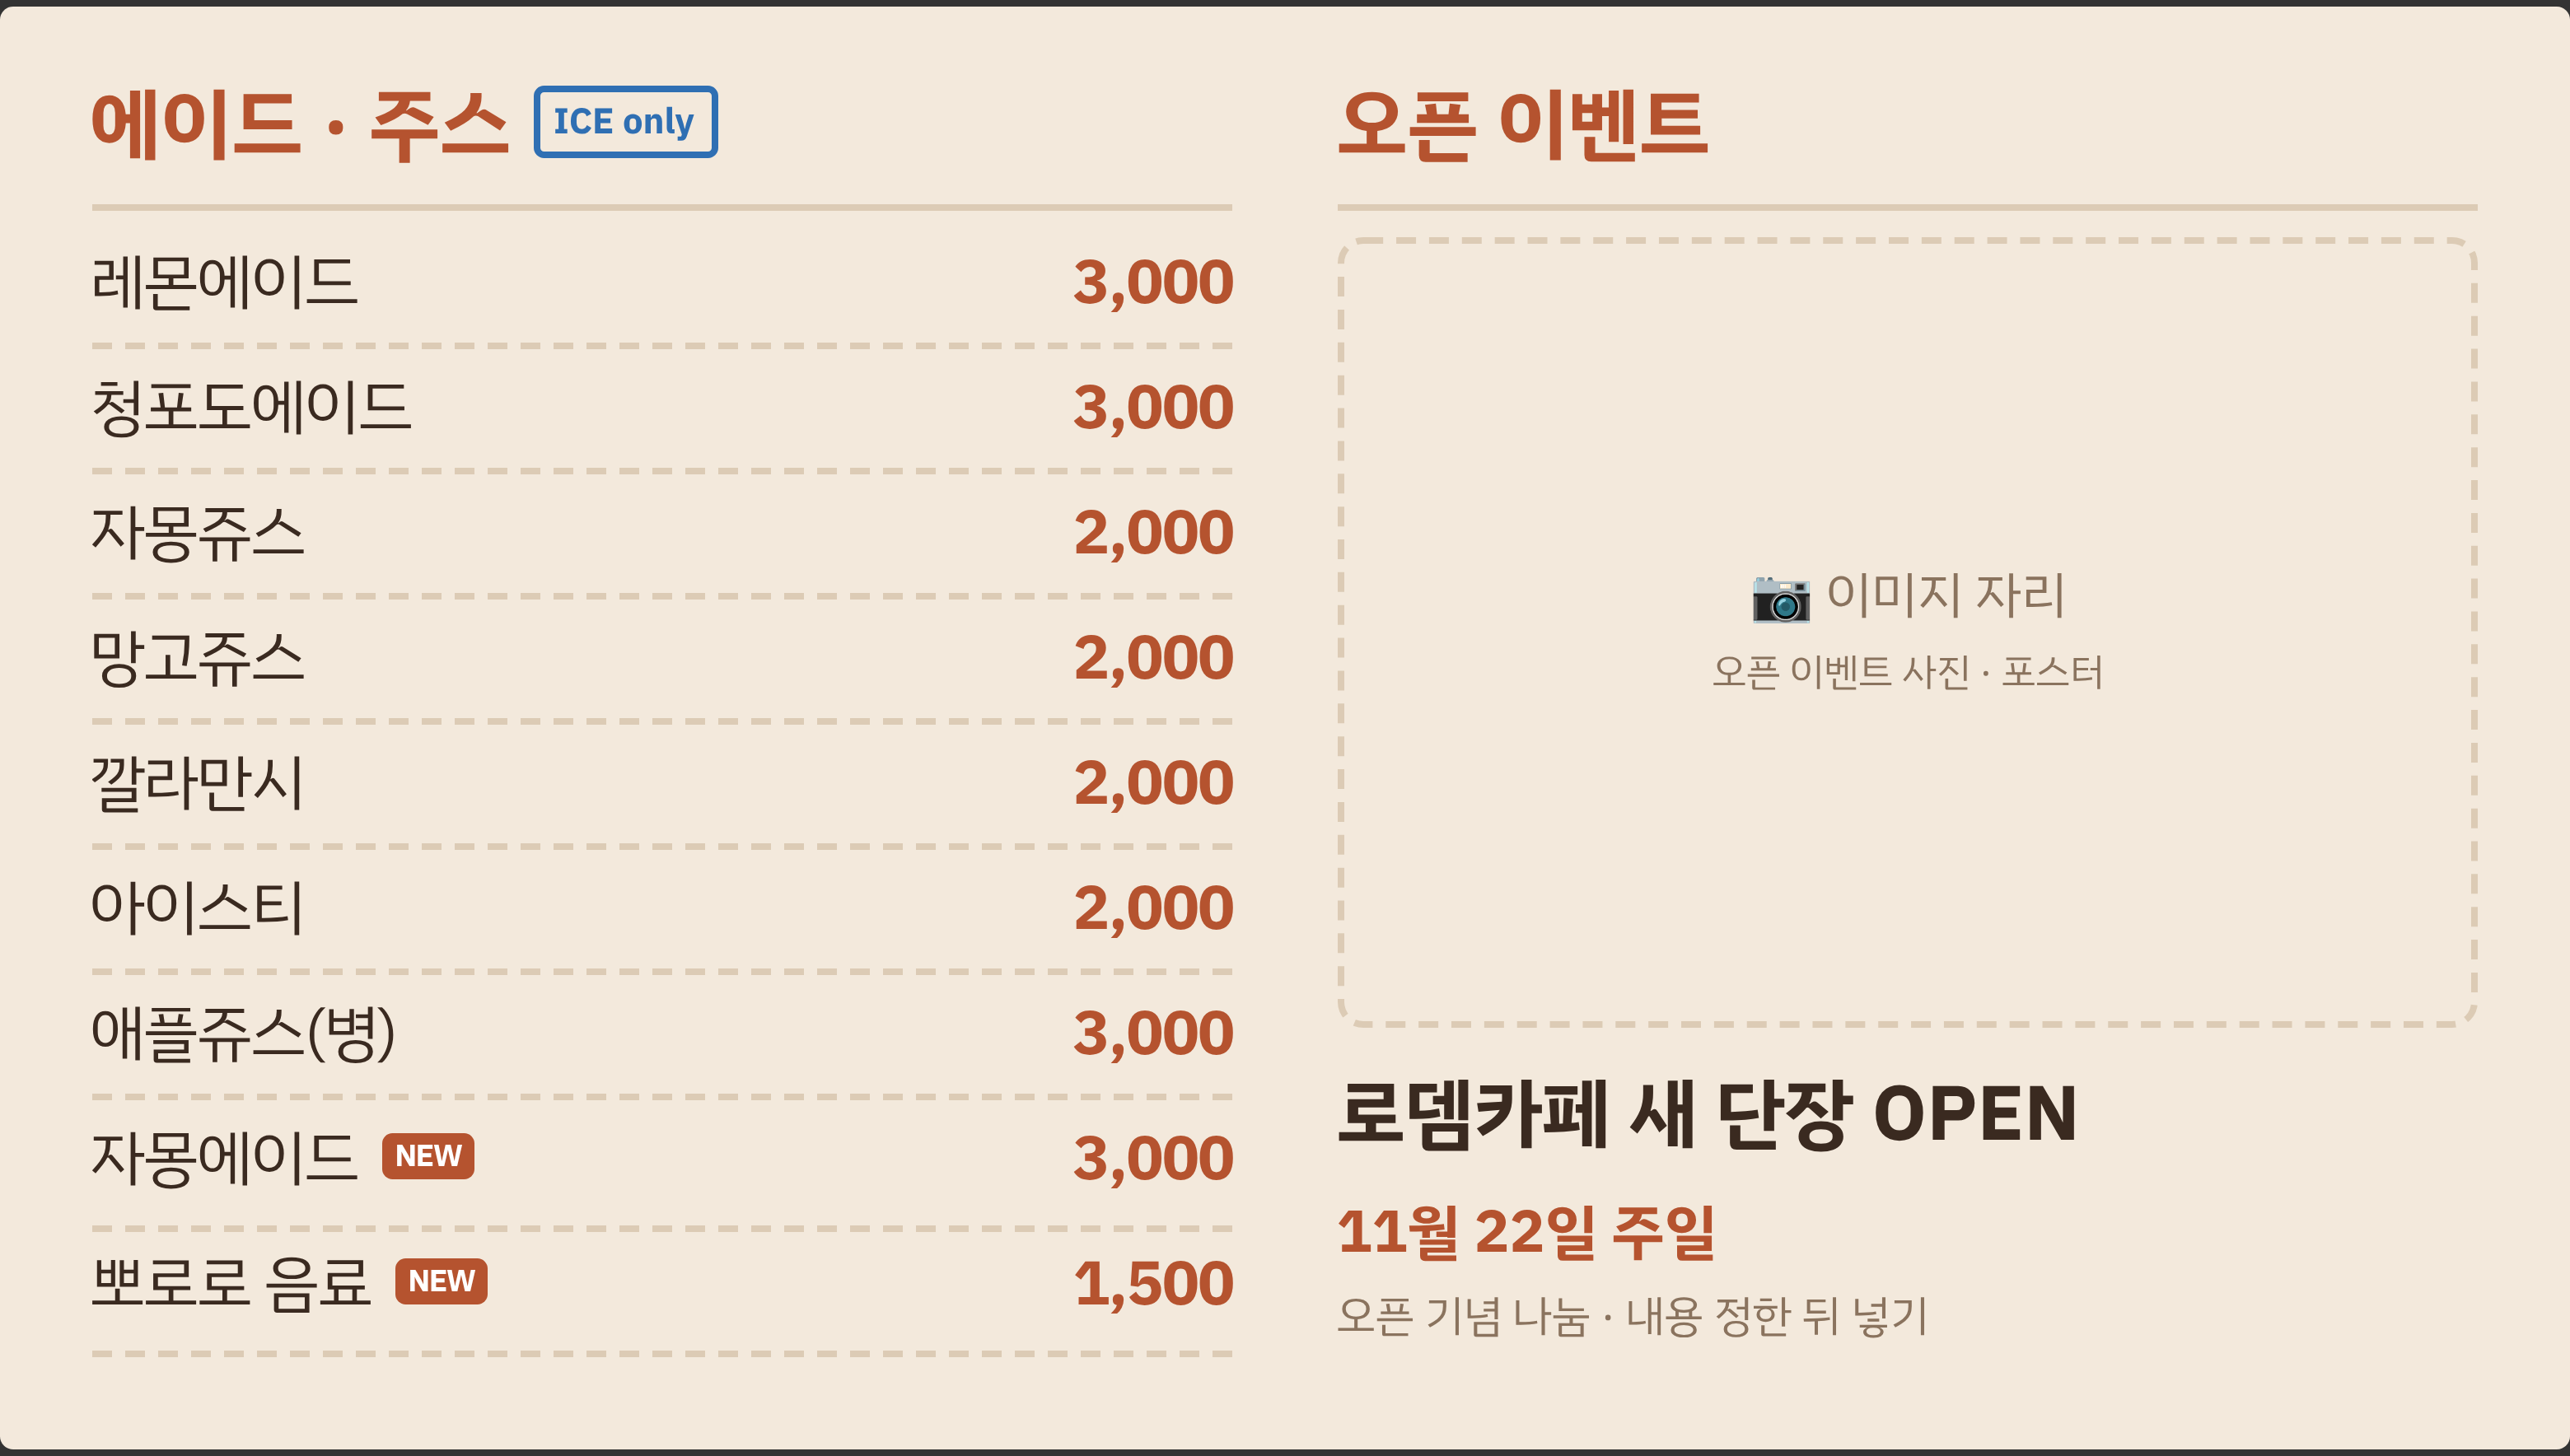 에이드 · 주스 ICE only
레몬에이드 3,000
청포도에이드 3,000
자몽쥬스 2,000
망고쥬스 2,000
깔라만시 2,000
아이스티 2,000
애플쥬스(병) 3,000
자몽에이드 NEW 3,000
뽀로로 음료 NEW 1,500
오픈 이벤트
이미지 자리
오픈 이벤트 사진 · 포스터
로뎀카페 새 단장 OPEN
11월 22일 주일
오픈 기념 나눔 · 내용 정한 뒤 넣기